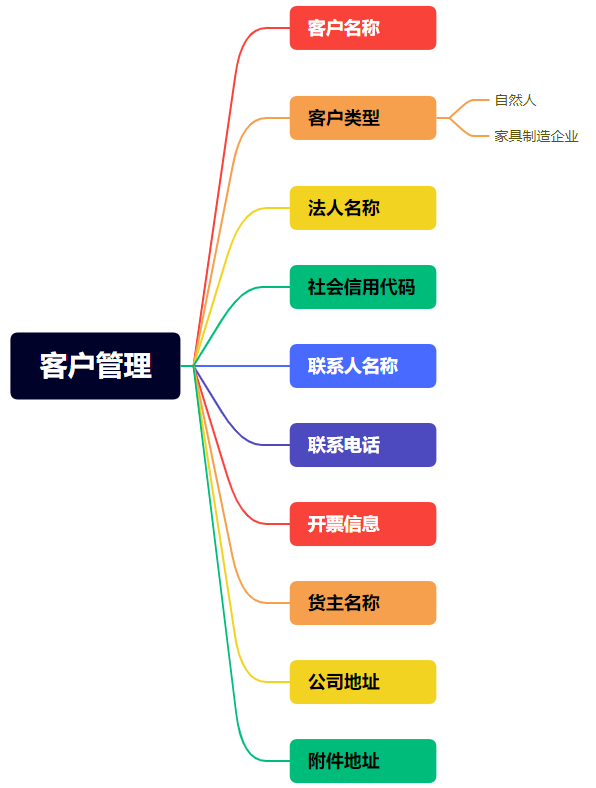 客户管理
客户名称
客户类型
自然人
家具制造企业
法人名称
社会信用代码
联系人名称
联系电话
开票信息
货主名称
公司地址
附件地址